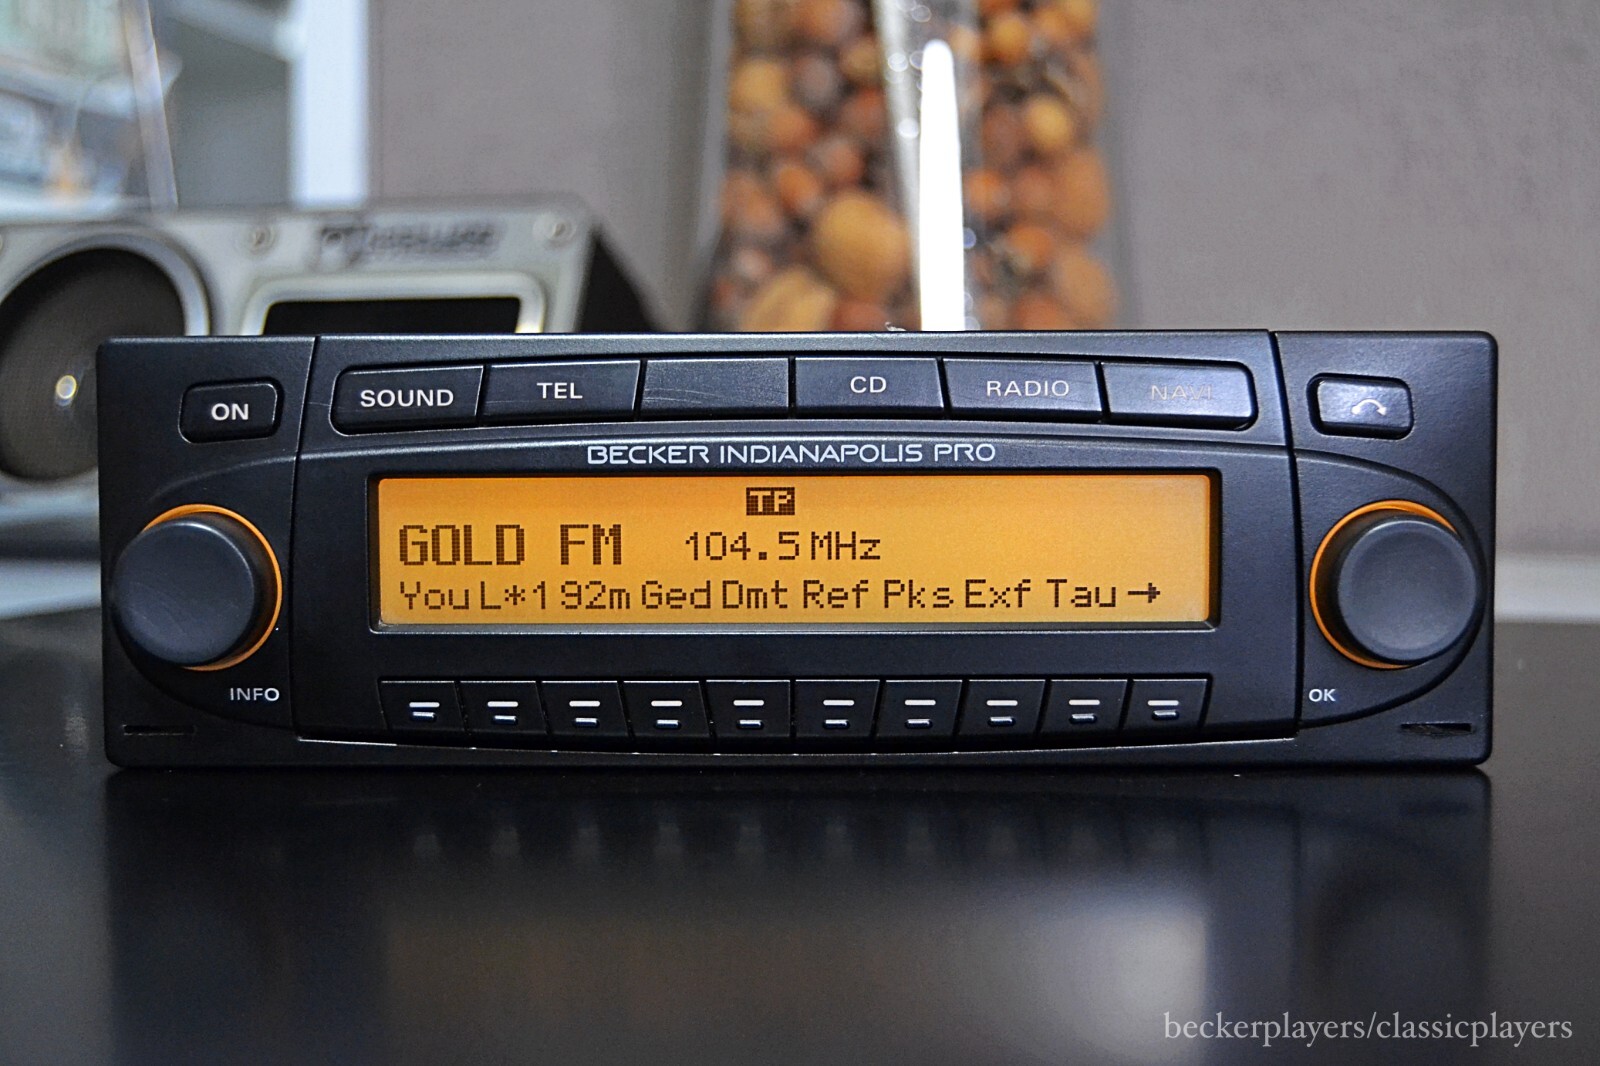 ON
SOUND TEL CD RADIO NAVI
BECKER INDIANAPOLIS PRO
TP
GOLD FM 104.5 MHz
You L*1 92m Ged Dmt Ref Pks Exf Tau→
INFO
OK
beckerplayers/classicplayers